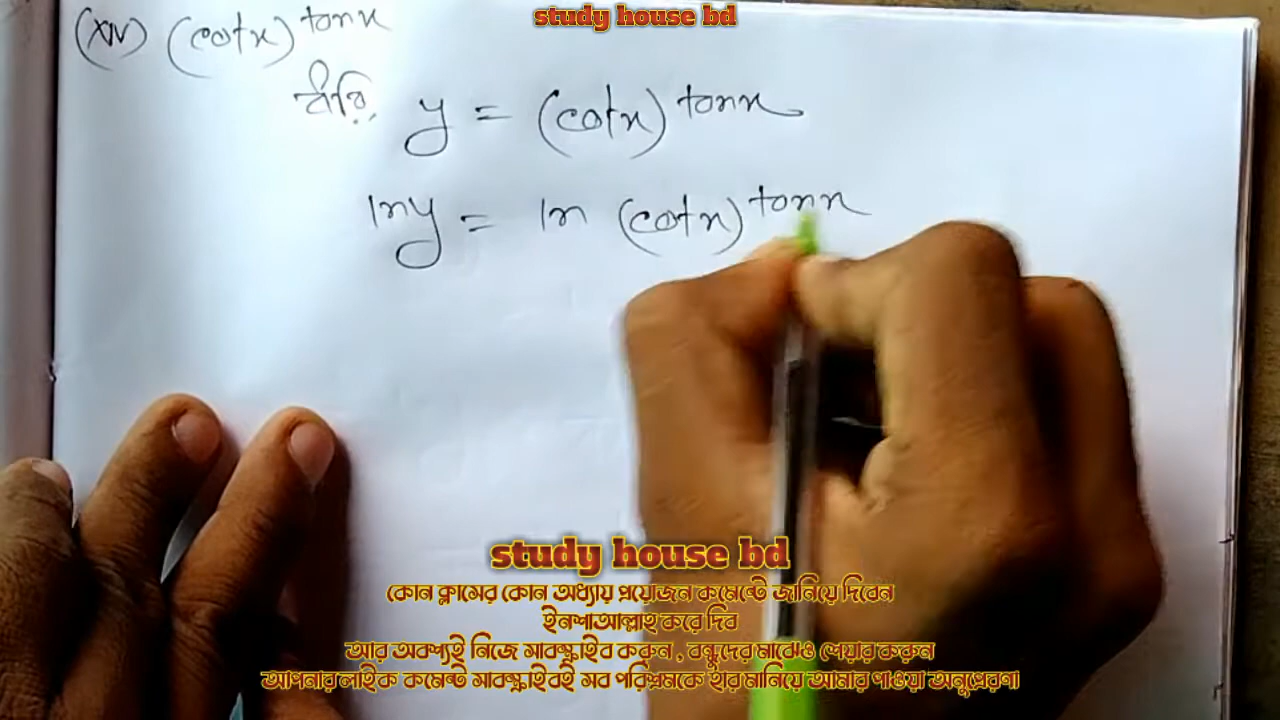 study house bd
(xiv) (cotx)^tanx
ধরি, y = (cotx)^tanx
lny = ln (cotx)^tanx
study house bd
কোন ক্লাসের কোন অধ্যায় প্রয়োজন কমেন্টে জানিয়ে দিবেন
ইনশাআল্লাহ করে দিব
আর অবশ্যই নিজে সাবস্ক্রাইব করুন , বন্ধুদের মাঝেও শেয়ার করুন
আপনার লাইক কমেন্ট সাবস্ক্রাইবই সব পরিশ্রমকে হার মানিয়ে আমার পাওয়া অনুপ্রেরণা